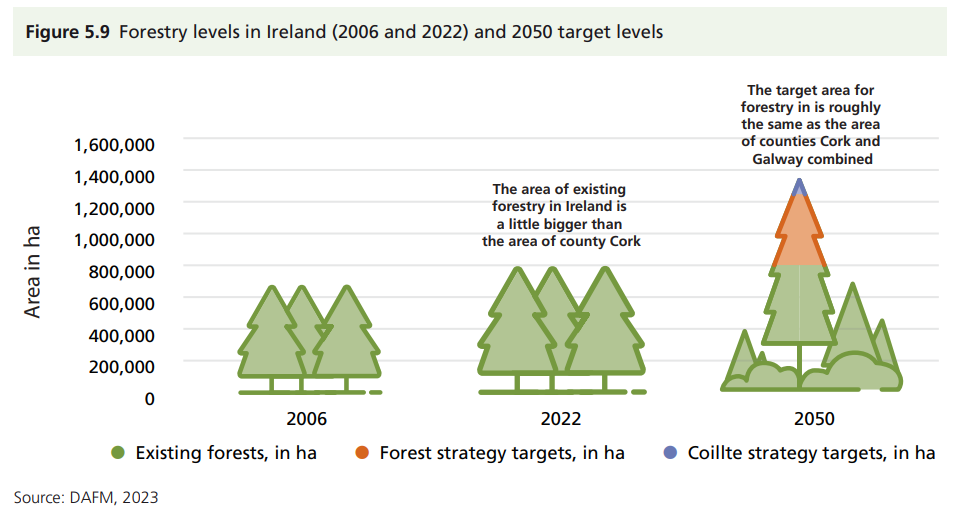 Figure 5.9 Forestry levels in Ireland (2006 and 2022) and 2050 target levels
The target area for
forestry in is roughly
the same as the area
of counties Cork and
Galway combined
The area of existing
forestry in Ireland is
a little bigger than
the area of county Cork
Area in ha
1,600,000
1,400,000
1,200,000
1,000,000
800,000
600,000
400,000
200,000
0
2006
2022
2050
Existing forests, in ha
Forest strategy targets, in ha
Coillte strategy targets, in ha
Source: DAFM, 2023